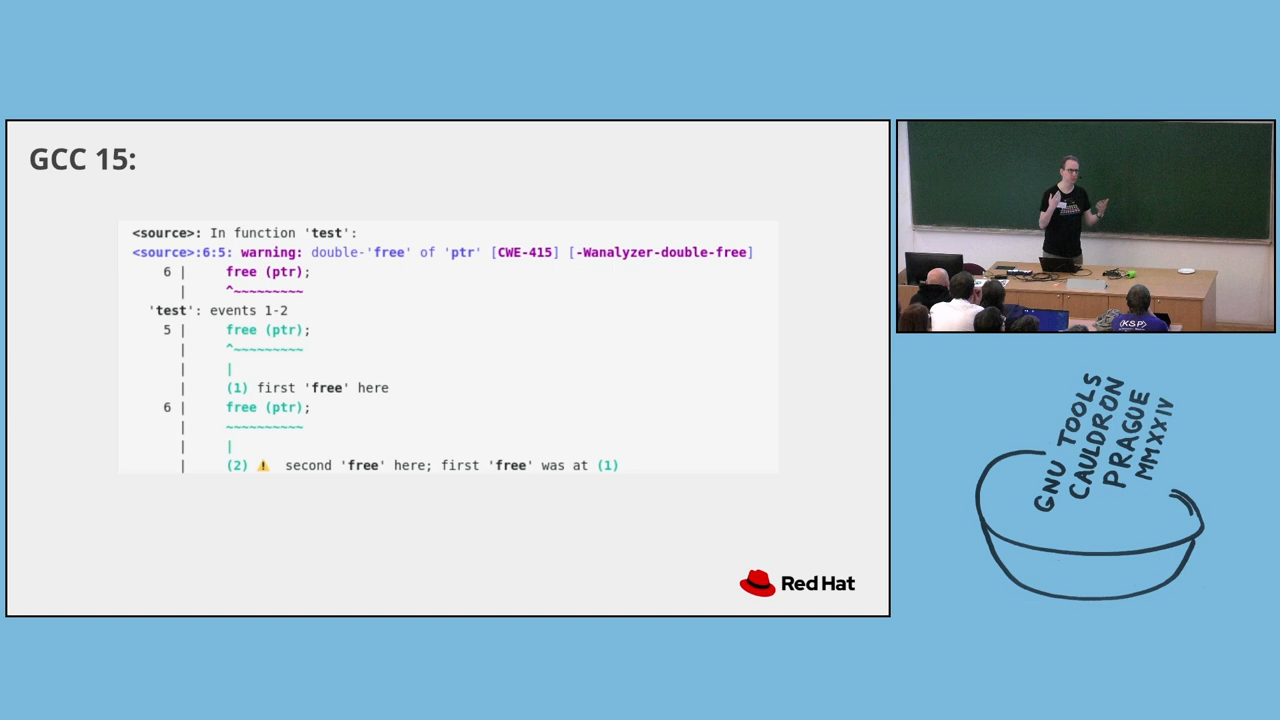 GCC 15:
<source>: In function 'test':
<source>:6:5: warning: double-'free' of 'ptr' [CWE-415] [-Wanalyzer-double-free]
6 | free (ptr);
| ^~~~~~~~~~
'test': events 1-2
5 | free (ptr);
| ^~~~~~~~~~
| |
| (1) first 'free' here
6 | free (ptr);
| ~~~~~~~~~~
| |
| (2) ⚠ second 'free' here; first 'free' was at (1)
Red Hat
(KSP)
GNU TOOLS
CAULDRON
PRAGUE
MMXXIV